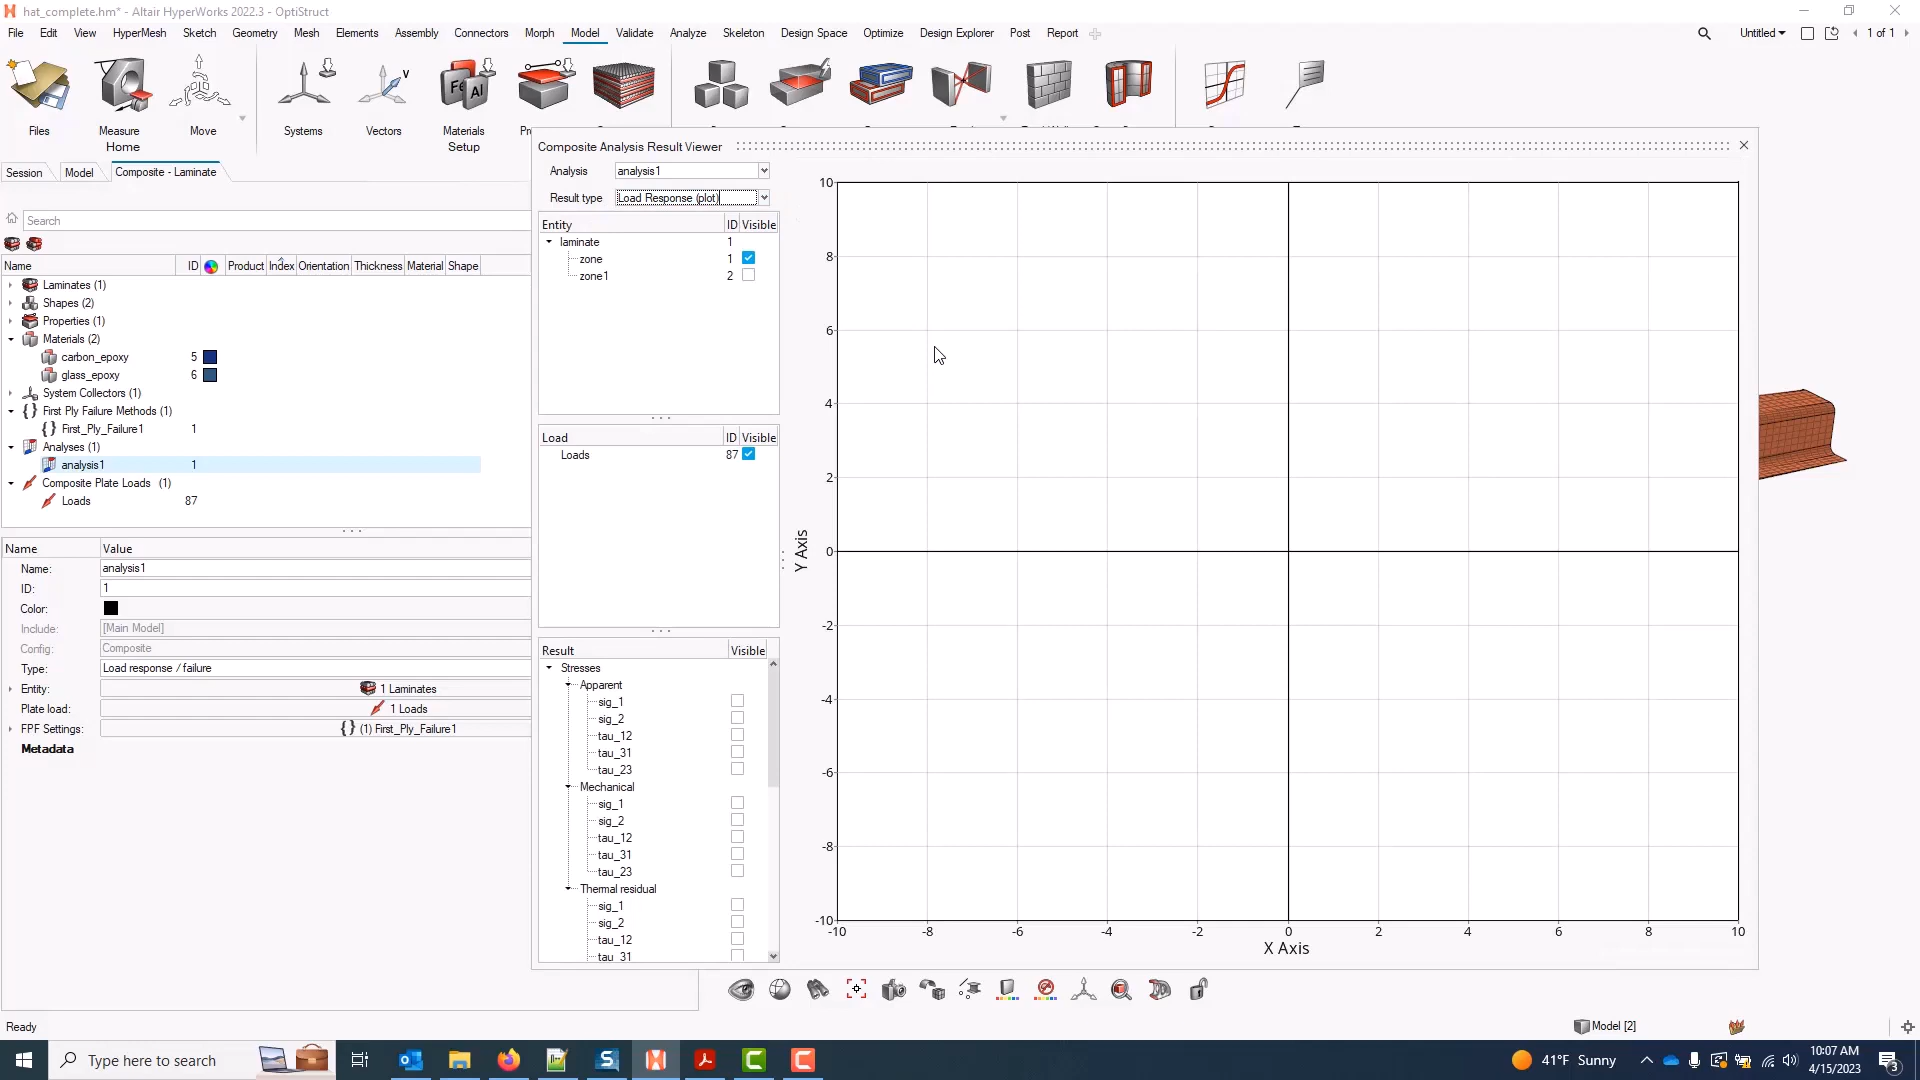 hat_complete.hm* - Altair HyperWorks 2022.3 - OptiStruct
File Edit View HyperMesh Sketch Geometry Mesh Elements Assembly Connectors Morph Model Validate Analyze Skeleton Design Space Optimize Design Explorer Post Report Untitled 1 of 1
Files Measure Move Systems Vectors Materials
Home Setup
Composite Analysis Result Viewer
Session Model Composite - Laminate
Analysis analysis1
Result type Load Response (plot)
Search
Name ID Product Index Orientation Thickness Material Shape
Laminates (1)
Shapes (2)
Properties (1)
Materials (2)
carbon_epoxy 5
glass_epoxy 6
System Collectors (1)
First Ply Failure Methods (1)
First_Ply_Failure1 1
Analyses (1)
analysis1 1
Composite Plate Loads (1)
Loads 87
Name Value
Name: analysis1
ID: 1
Color:
Include: [Main Model]
Config: Composite
Type: Load response / failure
Entity: 1 Laminates
Plate load: 1 Loads
FPF Settings: (1) First_Ply_Failure1
Metadata
Entity ID Visible
laminate 1
zone 1
zone1 2
Load ID Visible
Loads 87
Result Visible
Stresses
Apparent
sig_1
sig_2
tau_12
tau_31
tau_23
Mechanical
sig_1
sig_2
tau_12
tau_31
tau_23
Thermal residual
sig_1
sig_2
tau_12
tau_31
10
8
6
4
2
0
-2
-4
-6
-8
-10
Y Axis
-10 -8 -6 -4 -2 0 2 4 6 8 10
X Axis
Ready
Model [2]
Type here to search
41°F Sunny
10:07 AM
4/15/2023
3